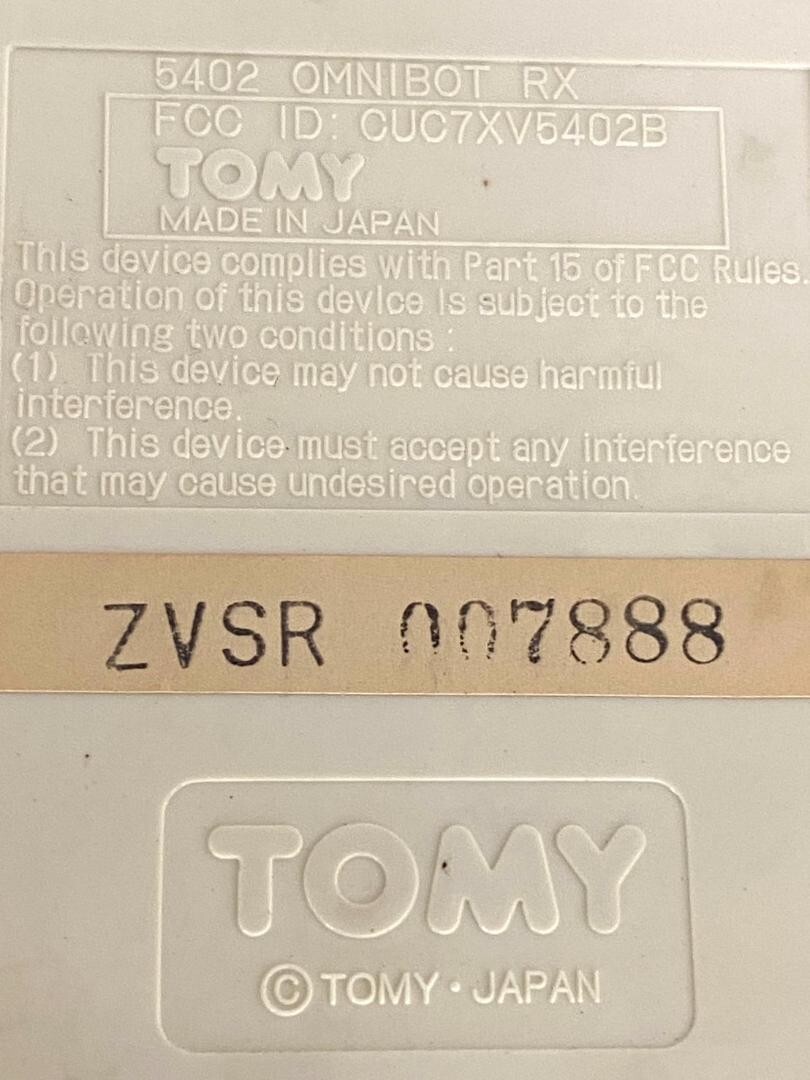 5402 OMNIBOT RX
FCC ID: CUC7XV5402B
TOMY
MADE IN JAPAN
This device complies with Part 15 of FCC Rules.
Operation of this device is subject to the
following two conditions :
(1) This device may not cause harmful
interference.
(2) This device must accept any interference
that may cause undesired operation.
ZVSR 007888
TOMY
© TOMY・JAPAN